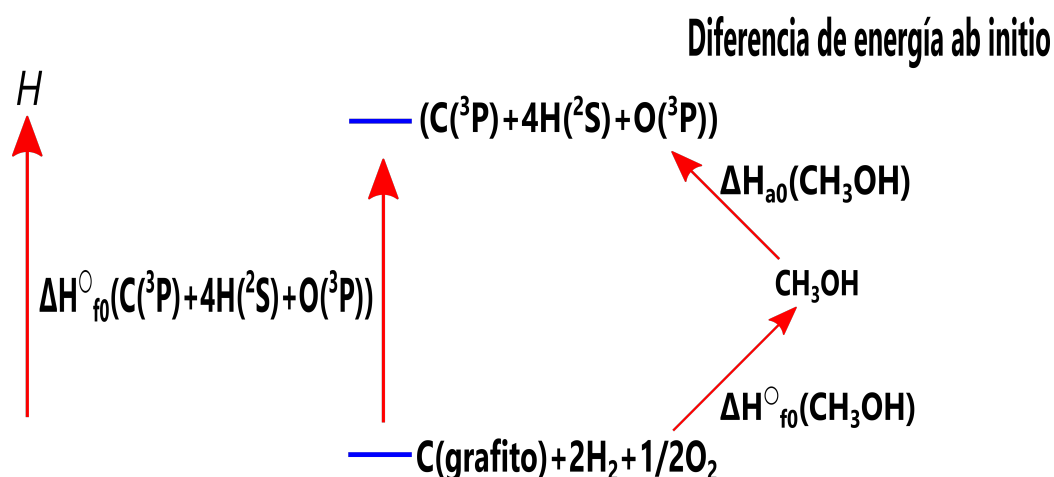 Diferencia de energía ab initio
H
(C(³P)+4H(²S)+O(³P))
ΔHₐ₀(CH₃OH)
ΔH°f0(C(³P)+4H(²S)+O(³P))
CH₃OH
ΔH°f0(CH₃OH)
C(grafito)+2H₂+1/2O₂